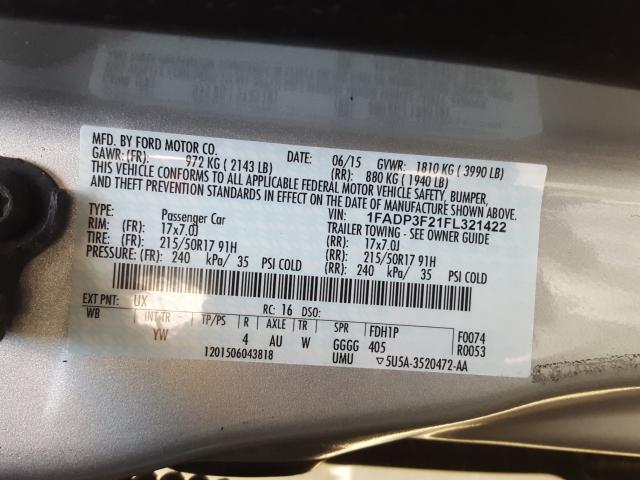 MFD. BY FORD MOTOR CO. DATE: 06/15 GVWR: 1810 KG ( 3990 LB)
GAWR: (FR): 972 KG ( 2143 LB) (RR): 880 KG ( 1940 LB)
THIS VEHICLE CONFORMS TO ALL APPLICABLE FEDERAL MOTOR VEHICLE SAFETY, BUMPER,
AND THEFT PREVENTION STANDARDS IN EFFECT ON THE DATE OF MANUFACTURE SHOWN ABOVE.
VIN: 1FADP3F21FL321422
TYPE: Passenger Car TRAILER TOWING - SEE OWNER GUIDE
RIM: (FR): 17x7.0J (RR): 17x7.0J
TIRE: (FR): 215/50R17 91H (RR): 215/50R17 91H
PRESSURE: (FR): 240 kPa/ 35 PSI COLD (RR): 240 kPa/ 35 PSI COLD
EXT PNT: UX RC: 16 DSO:
WB INT TR TP/PS R AXLE TR SPR FDH1P F0074
YW 4 AU W GGGG 405 R0053
1201506043818 UMU ▽5U5A-3520472-AA